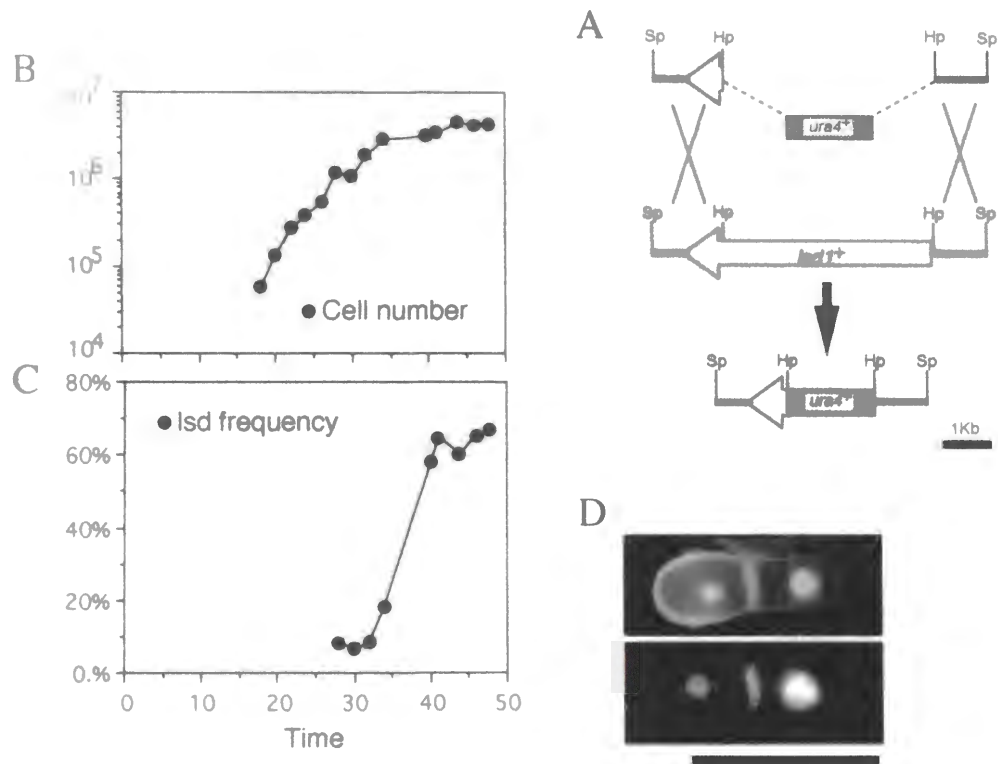 A
Sp Hp Hp Sp
ura4+
Sp Hp Hp Sp
Sp Hp Hp Sp
ura4+
1Kb
B
10^6
10^5
10^4
● Cell number
C
80%
60%
40%
20%
0.%
● lsd frequency
0 10 20 30 40 50
Time
D